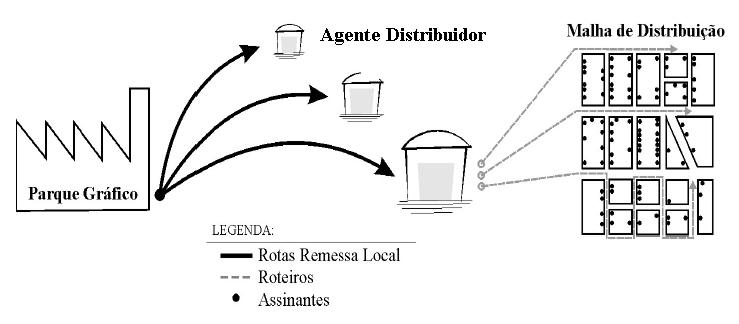 Agente Distribuidor
Malha de Distribuição
Parque Gráfico
LEGENDA:
Rotas Remessa Local
Roteiros
Assinantes